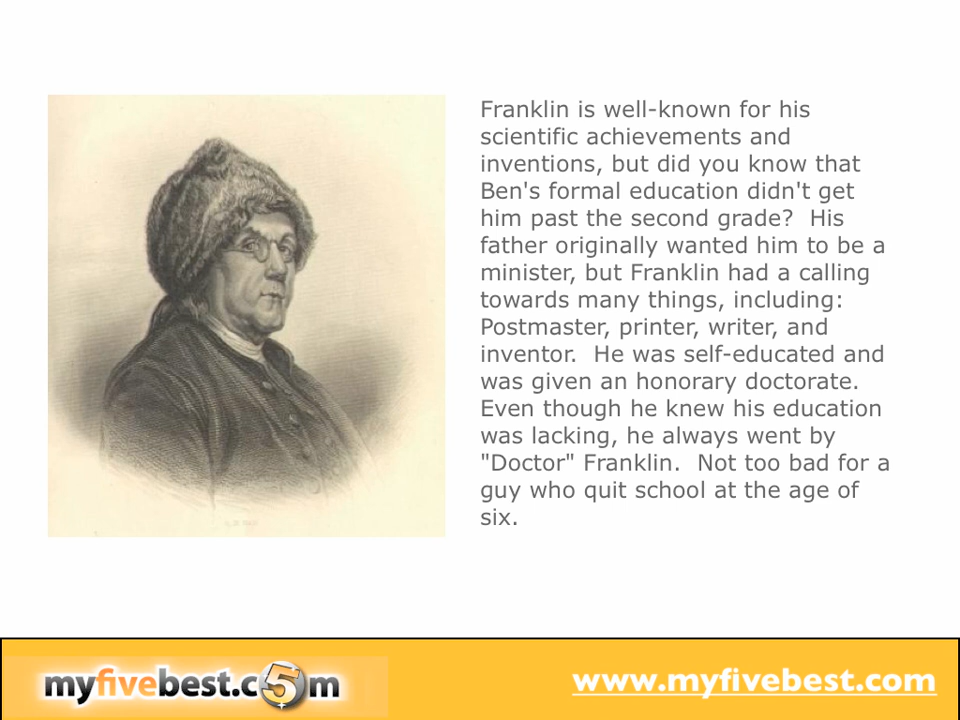 Franklin is well-known for his
scientific achievements and
inventions, but did you know that
Ben's formal education didn't get
him past the second grade?  His
father originally wanted him to be a
minister, but Franklin had a calling
towards many things, including:
Postmaster, printer, writer, and
inventor.  He was self-educated and
was given an honorary doctorate.
Even though he knew his education
was lacking, he always went by
"Doctor" Franklin.  Not too bad for a
guy who quit school at the age of
six.
myfivebest.c5m
www.myfivebest.com